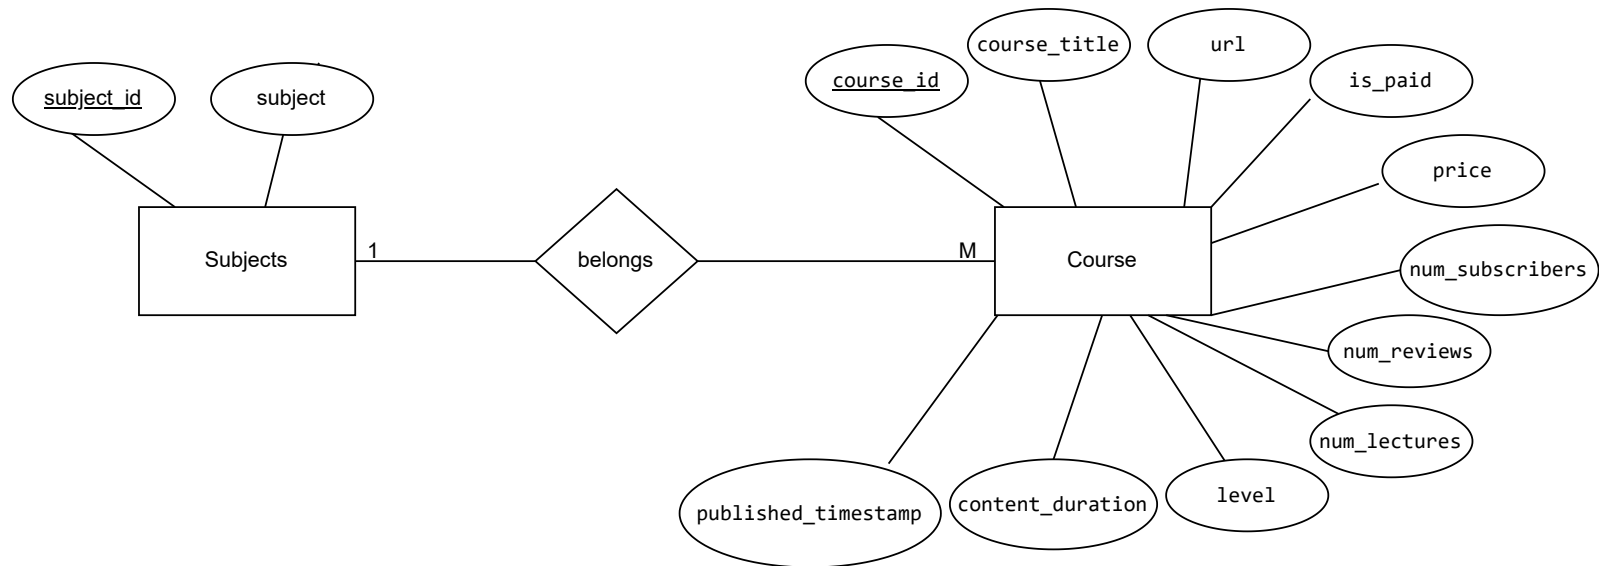 course_title
url
course_id
is_paid
subject_id
subject
price
Subjects
1
belongs
M
Course
num_subscribers
num_reviews
num_lectures
level
content_duration
published_timestamp